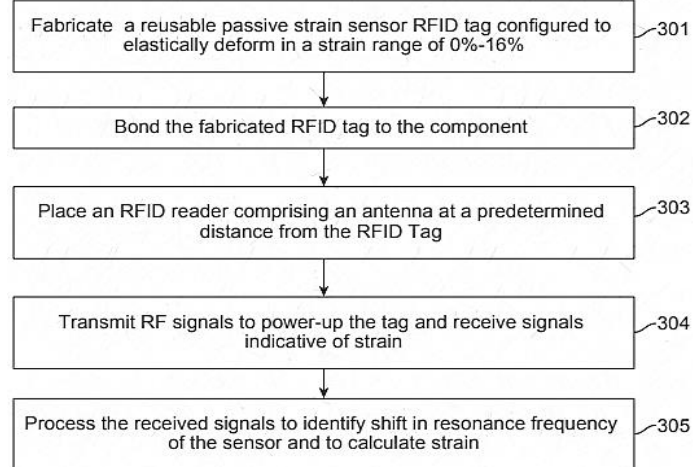 Fabricate a reusable passive strain sensor RFID tag configured to
elastically deform in a strain range of 0%-16%
301
Bond the fabricated RFID tag to the component
302
Place an RFID reader comprising an antenna at a predetermined
distance from the RFID Tag
303
Transmit RF signals to power-up the tag and receive signals
indicative of strain
304
Process the received signals to identify shift in resonance frequency
of the sensor and to calculate strain
305